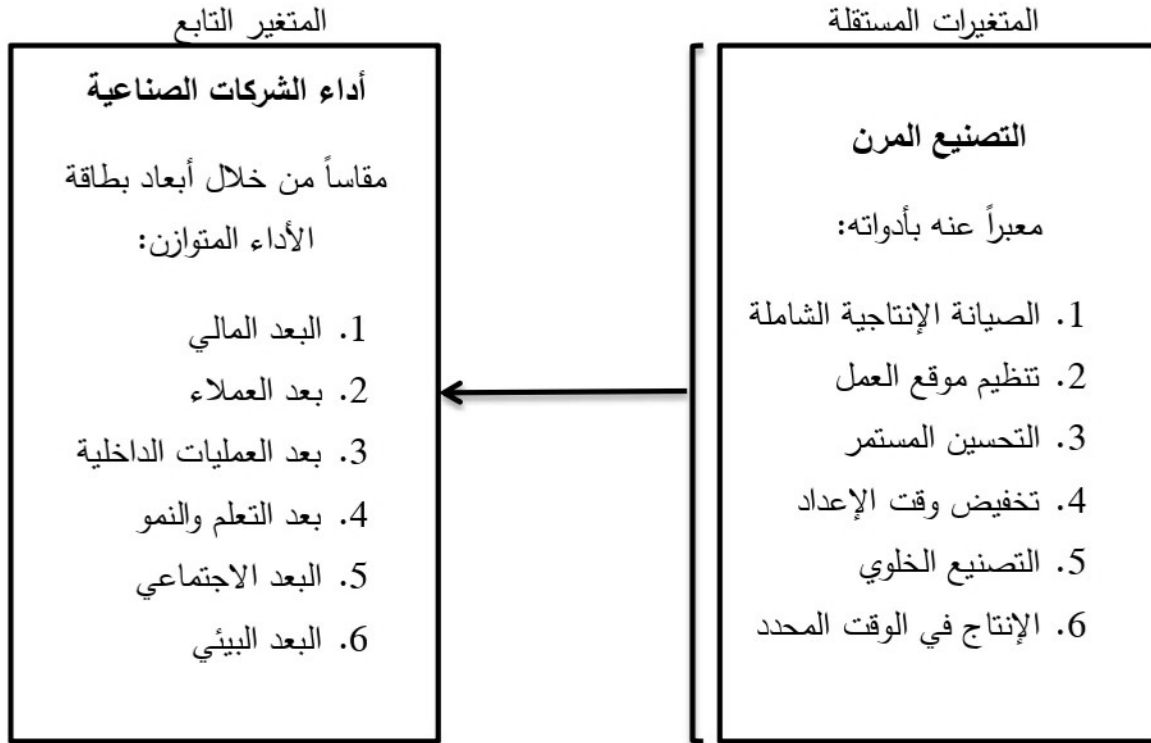 المتغيرات المستقلة
التصنيع المرن
معبراً عنه بأدواته:
1. الصيانة الإنتاجية الشاملة
2. تنظيم موقع العمل
3. التحسين المستمر
4. تخفيض وقت الإعداد
5. التصنيع الخلوي
6. الإنتاج في الوقت المحدد
المتغير التابع
أداء الشركات الصناعية
مقاساً من خلال أبعاد بطاقة
الأداء المتوازن:
1. البعد المالي
2. بعد العملاء
3. بعد العمليات الداخلية
4. بعد التعلم والنمو
5. البعد الاجتماعي
6. البعد البيئي